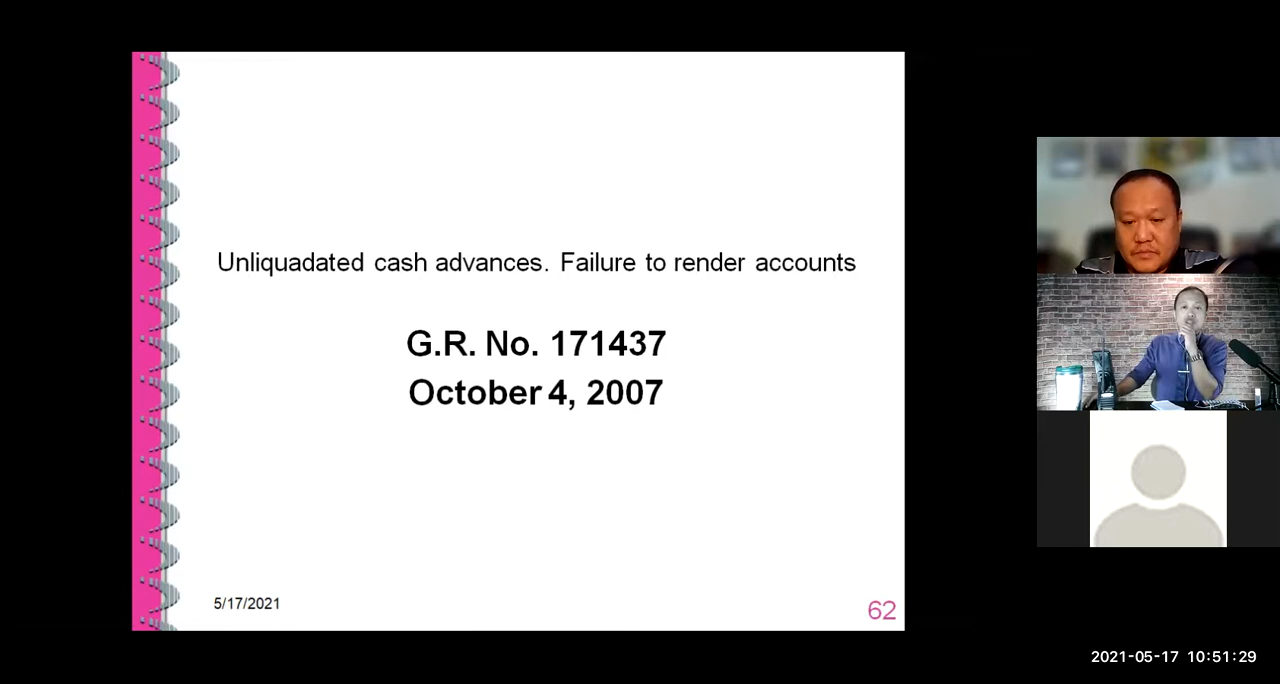 Unliquadated cash advances. Failure to render accounts
G.R. No. 171437
October 4, 2007
5/17/2021
62
2021-05-17 10:51:29